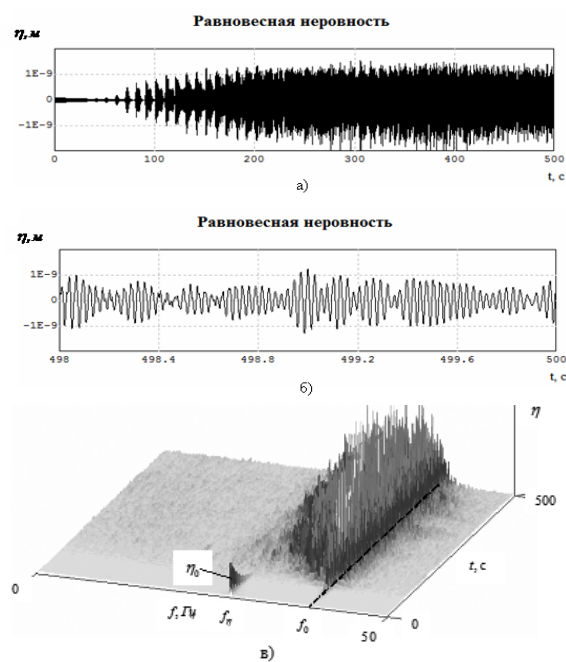 Равновесная неровность
η, м
1E-9
0
-1E-9
0 100 200 300 400 500
t, с
а)
Равновесная неровность
η, м
1E-9
0
-1E-9
498 498.4 498.8 499.2 499.6 500
t, с
б)
η
500
η₀
t, с
0
f, Гц fη f₀ 50 0
в)